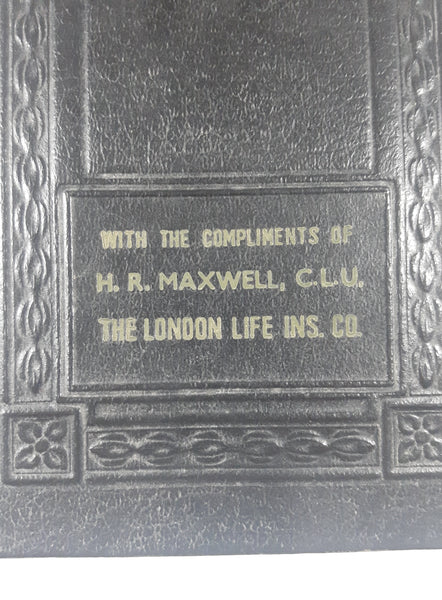 WITH THE COMPLIMENTS OF
H. R. MAXWELL, C.L.U.
THE LONDON LIFE INS. CO.